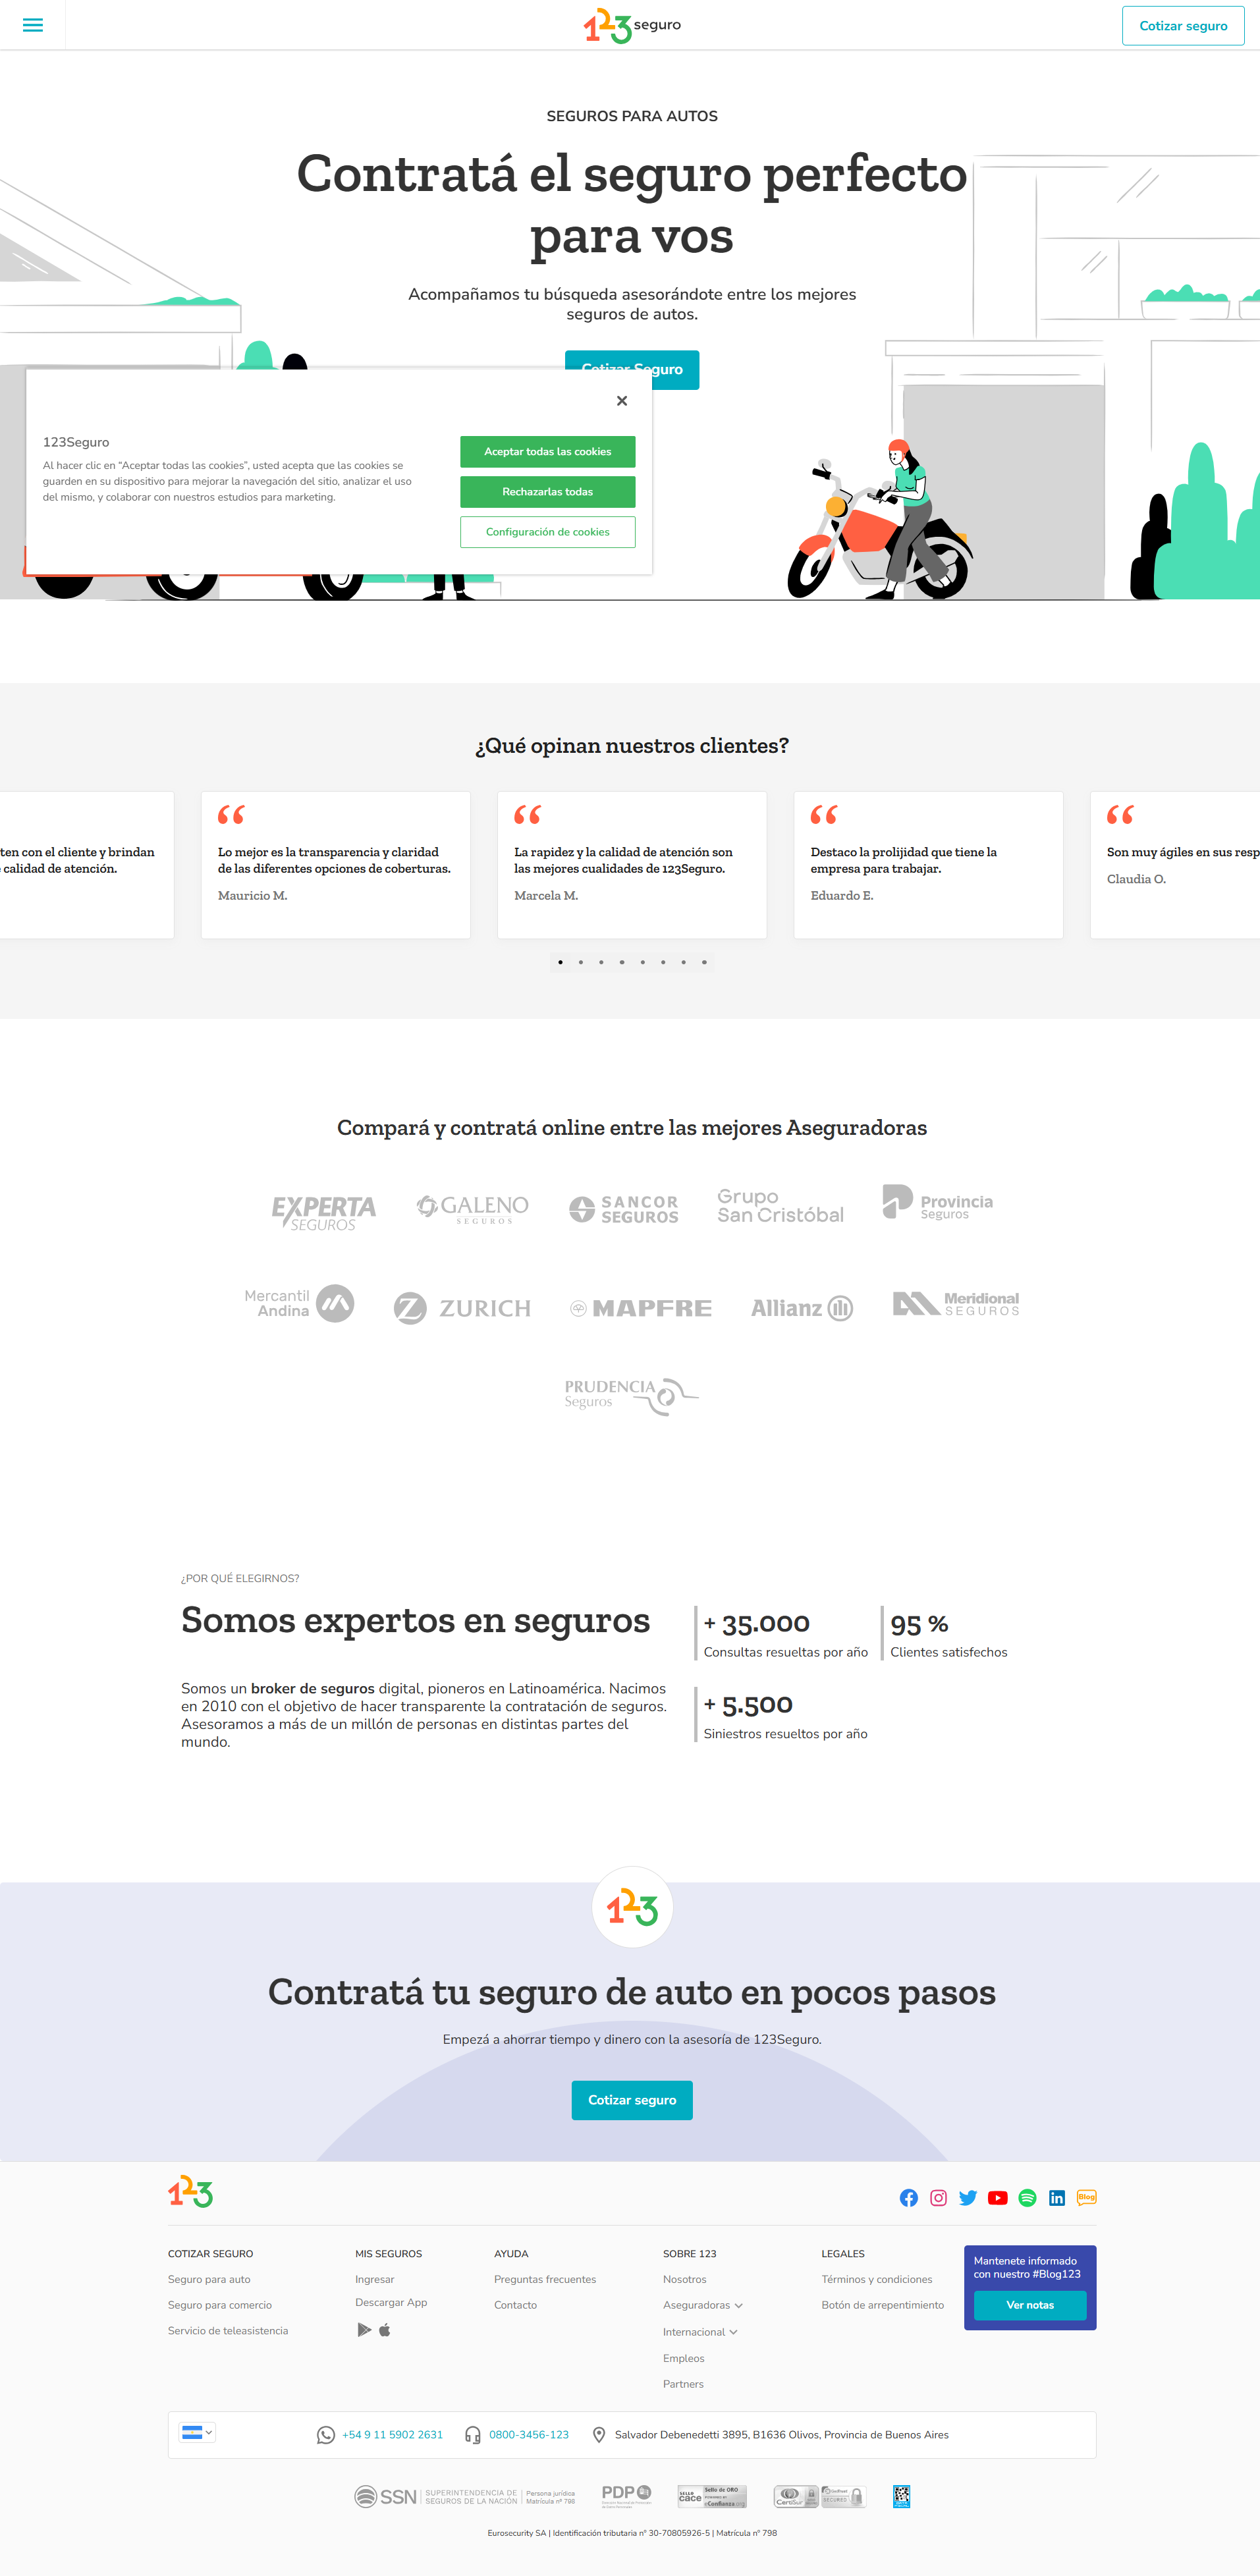 123 seguro
Cotizar seguro
SEGUROS PARA AUTOS
Contratá el seguro perfecto
para vos
Acompañamos tu búsqueda asesorándote entre los mejores
seguros de autos.
Cotizar Seguro
123Seguro
Al hacer clic en “Aceptar todas las cookies”, usted acepta que las cookies se
guarden en su dispositivo para mejorar la navegación del sitio, analizar el uso
del mismo, y colaborar con nuestros estudios para marketing.
Aceptar todas las cookies
Rechazarlas todas
Configuración de cookies
¿Qué opinan nuestros clientes?
ten con el cliente y brindan
calidad de atención.
Lo mejor es la transparencia y claridad
de las diferentes opciones de coberturas.
Mauricio M.
La rapidez y la calidad de atención son
las mejores cualidades de 123Seguro.
Marcela M.
Destaco la prolijidad que tiene la
empresa para trabajar.
Eduardo E.
Son muy ágiles en sus resp
Claudia O.
Compará y contratá online entre las mejores Aseguradoras
EXPERTA
SEGUROS
GALENO
SEGUROS
SANCOR
SEGUROS
Grupo
San Cristóbal
Provincia
Seguros
Mercantil
Andina
ZURICH
MAPFRE
Allianz
Meridional
SEGUROS
PRUDENCIA
Seguros
¿POR QUÉ ELEGIRNOS?
Somos expertos en seguros
Somos un broker de seguros digital, pioneros en Latinoamérica. Nacimos
en 2010 con el objetivo de hacer transparente la contratación de seguros.
Asesoramos a más de un millón de personas en distintas partes del
mundo.
+ 35.000
Consultas resueltas por año
95 %
Clientes satisfechos
+ 5.500
Siniestros resueltos por año
123
Contratá tu seguro de auto en pocos pasos
Empezá a ahorrar tiempo y dinero con la asesoría de 123Seguro.
Cotizar seguro
123
Blog
COTIZAR SEGURO
Seguro para auto
Seguro para comercio
Servicio de teleasistencia
MIS SEGUROS
Ingresar
Descargar App
AYUDA
Preguntas frecuentes
Contacto
SOBRE 123
Nosotros
Aseguradoras
Internacional
Empleos
Partners
LEGALES
Términos y condiciones
Botón de arrepentimiento
Mantenete informado
con nuestro #Blog123
Ver notas
+54 9 11 5902 2631
0800-3456-123
Salvador Debenedetti 3895, B1636 Olivos, Provincia de Buenos Aires
SSN
SUPERINTENDENCIA DE
SEGUROS DE LA NACIÓN
Persona jurídica
Matrícula nº 798
PDP
cace
Sello de ORO
eConfianza.org
CertiSur
SECURED
Eurosecurity SA | Identificación tributaria nº 30-70805926-5 | Matrícula nº 798